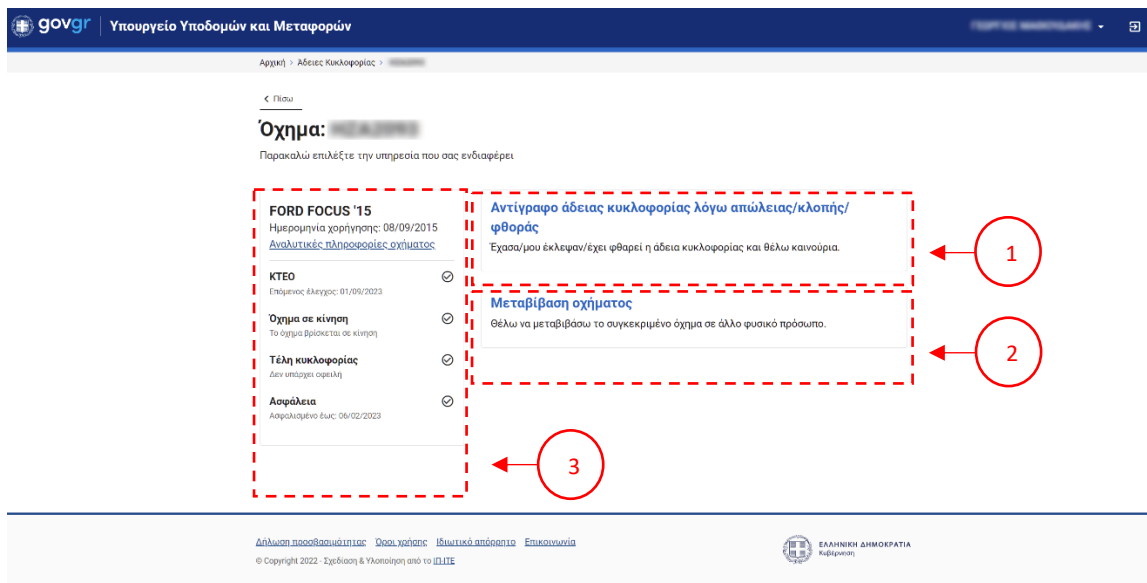 govgr Υπουργείο Υποδομών και Μεταφορών
Αρχική > Άδειες Κυκλοφορίας >
Πίσω
Όχημα:
Παρακαλώ επιλέξτε την υπηρεσία που σας ενδιαφέρει
FORD FOCUS '15
Ημερομηνία χορήγησης: 08/09/2015
Αναλυτικές πληροφορίες οχήματος
ΚΤΕΟ
Επόμενος έλεγχος: 01/09/2023
Όχημα σε κίνηση
Το όχημα βρίσκεται σε κίνηση
Τέλη κυκλοφορίας
Δεν υπάρχει οφειλή
Ασφάλεια
Ασφαλισμένο έως: 06/02/2023
Αντίγραφο άδειας κυκλοφορίας λόγω απώλειας/κλοπής/
φθοράς
Έχασα/μου έκλεψαν/έχει φθαρεί η άδεια κυκλοφορίας και θέλω καινούρια.
1
Μεταβίβαση οχήματος
Θέλω να μεταβιβάσω το συγκεκριμένο όχημα σε άλλο φυσικό πρόσωπο.
2
3
Δήλωση προσβασιμότητας Όροι χρήσης Ιδιωτικό απόρρητο Επικοινωνία
© Copyright 2022 - Σχεδίαση & Υλοποίηση από το ΙΠ-ΙΤΕ
ΕΛΛΗΝΙΚΗ ΔΗΜΟΚΡΑΤΙΑ
Κυβέρνηση